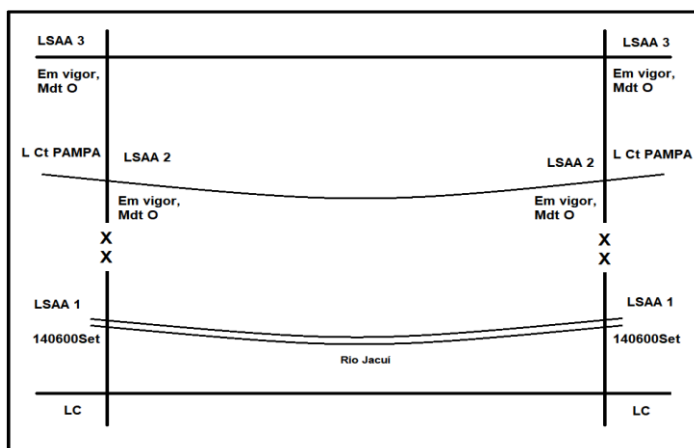 LSAA 3
LSAA 3
Em vigor,
Mdt O
Em vigor,
Mdt O
L Ct PAMPA
LSAA 2
LSAA 2
L Ct PAMPA
Em vigor,
Mdt O
Em vigor,
Mdt O
X
X
X
X
LSAA 1
LSAA 1
140600Set
140600Set
Rio Jacuí
LC
LC